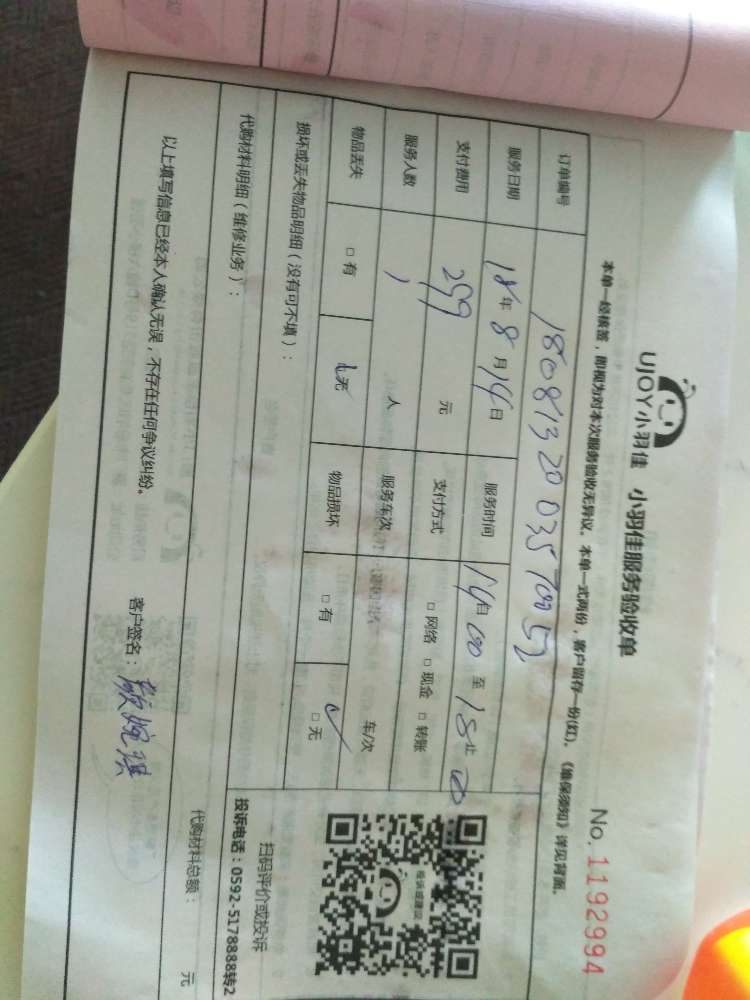 UJOY小羽佳 小羽佳服务验收单
No. 1192994
本单一经核签，即视为对本次服务验收无异议。本单一式两份，客户留存一份(红)。《维保须知》详见背面。
订单编号
服务日期 18年8月14日 服务时间 14自00至18止00
支付费用 299 元 支付方式 □网络 □现金 □转账
服务人数 1 人 服务车次 车/次
物品丢失 □有 □无 物品损坏 □有 □无
损坏或丢失物品明细（没有可不填）：
扫码评价或投诉
投诉电话：0592-5178888转2
代购材料明细（维修业务）：
代购材料总额： 元
以上填写信息已经本人确认无误，不存在任何争议纠纷。
客户签名：